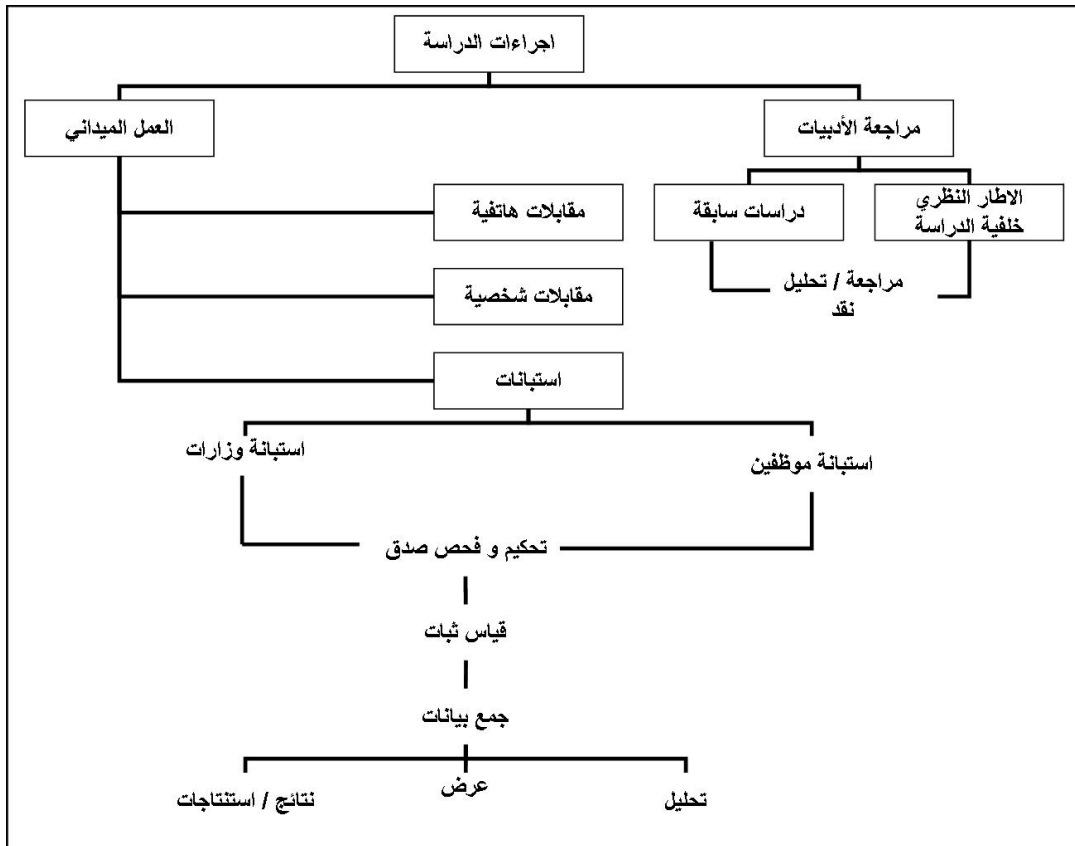 اجراءات الدراسة
مراجعة الأدبيات
العمل الميداني
الاطار النظري
خلفية الدراسة
دراسات سابقة
مقابلات هاتفية
مراجعة / تحليل
نقد
مقابلات شخصية
استبانات
استبانة موظفين
استبانة وزارات
تحكيم و فحص صدق
قياس ثبات
جمع بيانات
تحليل
عرض
نتائج / استنتاجات